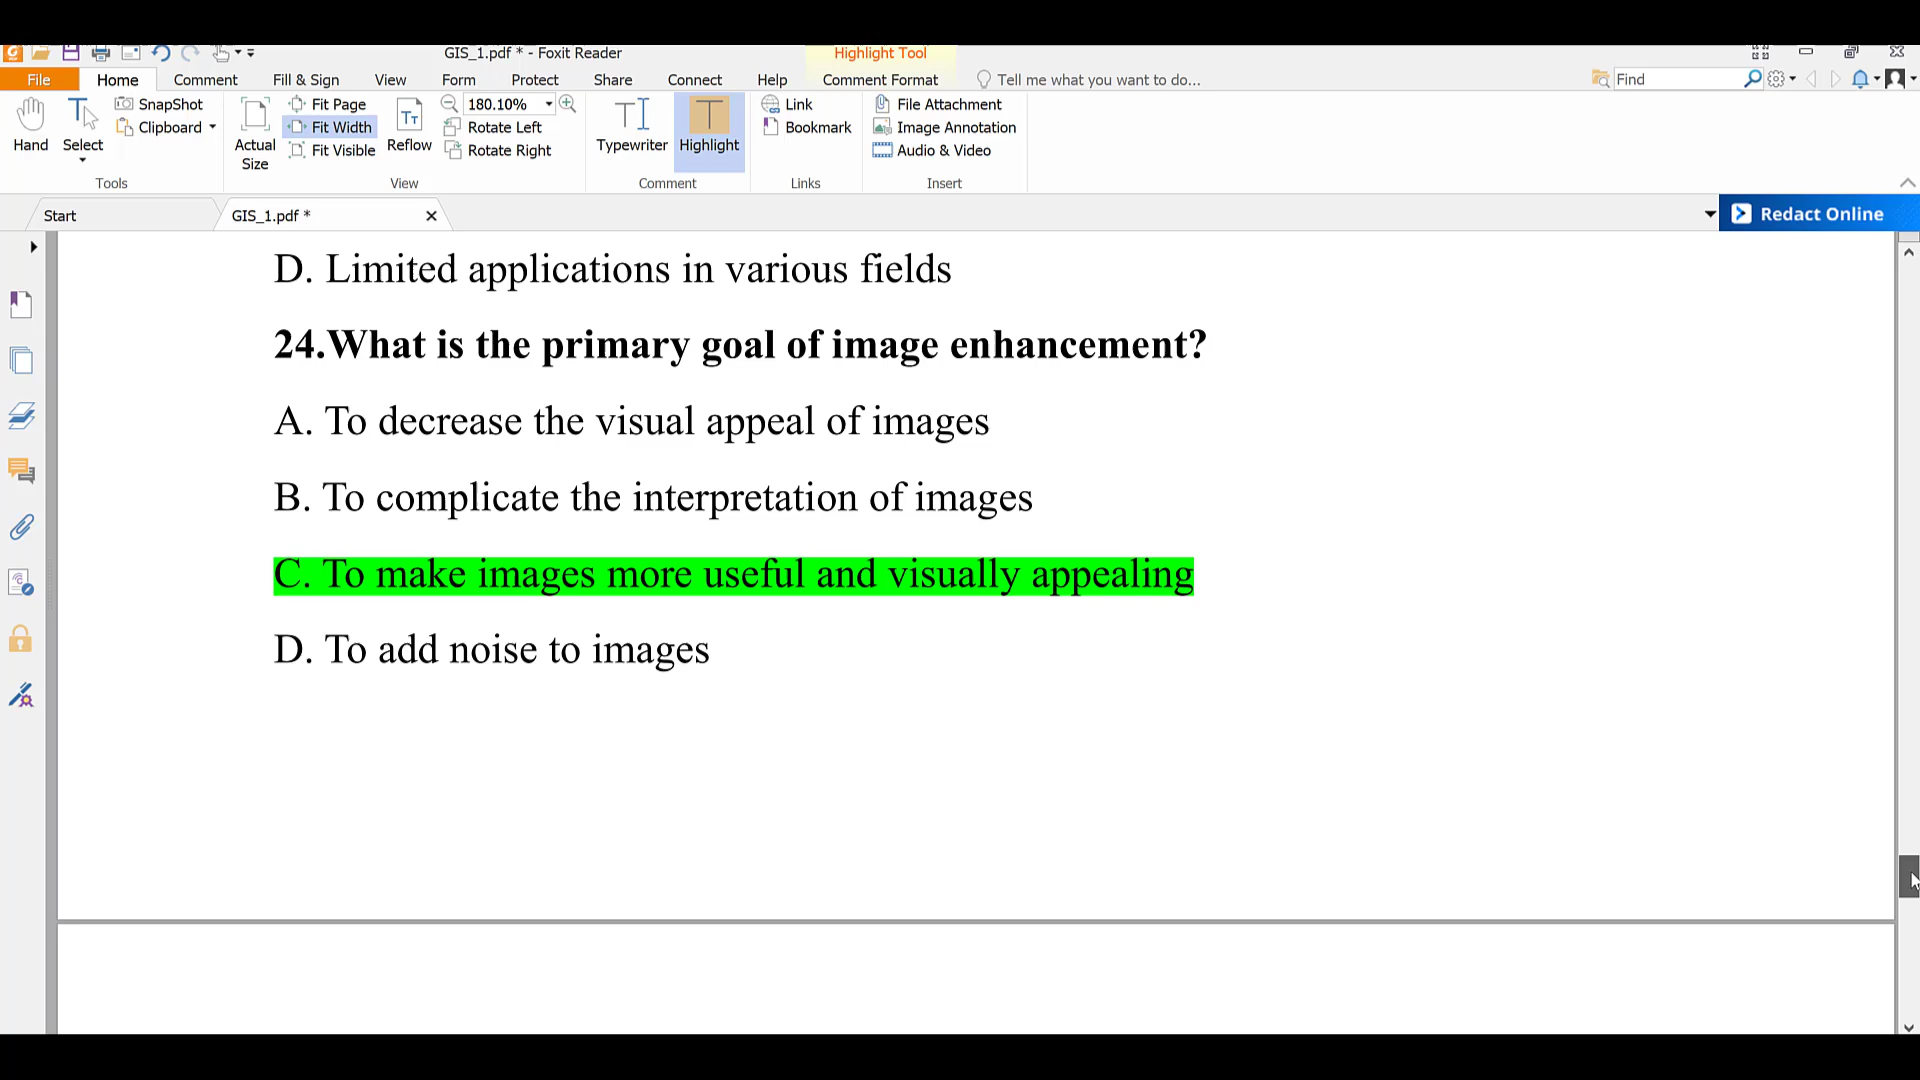 GIS_1.pdf * - Foxit Reader
Highlight Tool
File
Home
Comment
Fill & Sign
View
Form
Protect
Share
Connect
Help
Comment Format
Tell me what you want to do...
Find
Hand
Select
SnapShot
Clipboard
Tools
Actual Size
Fit Page
Fit Width
Fit Visible
Reflow
180.10%
Rotate Left
Rotate Right
View
Typewriter
Highlight
Comment
Link
Bookmark
Links
File Attachment
Image Annotation
Audio & Video
Insert
Start
GIS_1.pdf *
Redact Online
D. Limited applications in various fields
24.What is the primary goal of image enhancement?
A. To decrease the visual appeal of images
B. To complicate the interpretation of images
C. To make images more useful and visually appealing
D. To add noise to images